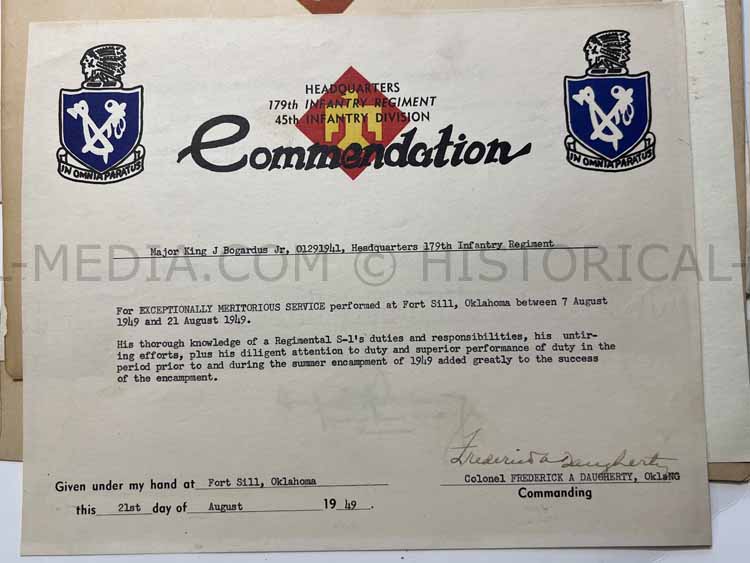 HEADQUARTERS
179th INFANTRY REGIMENT
45th INFANTRY DIVISION
Commendation
IN OMNIA PARATUS
IN OMNIA PARATUS
Major King J Bogardus Jr, 01291941, Headquarters 179th Infantry Regiment
L-MEDIA.COM © HISTORICAL-
For EXCEPTIONALLY MERITORIOUS SERVICE performed at Fort Sill, Oklahoma between 7 August
1949 and 21 August 1949.
His thorough knowledge of a Regimental S-1's duties and responsibilities, his untir-
ing efforts, plus his diligent attention to duty and superior performance of duty in the
period prior to and during the summer encampment of 1949 added greatly to the success
of the encampment.
Frederick A Daugherty
Given under my hand at Fort Sill, Oklahoma
Colonel FREDERICK A DAUGHERTY, OklaNG
Commanding
this 21st day of August 1949.